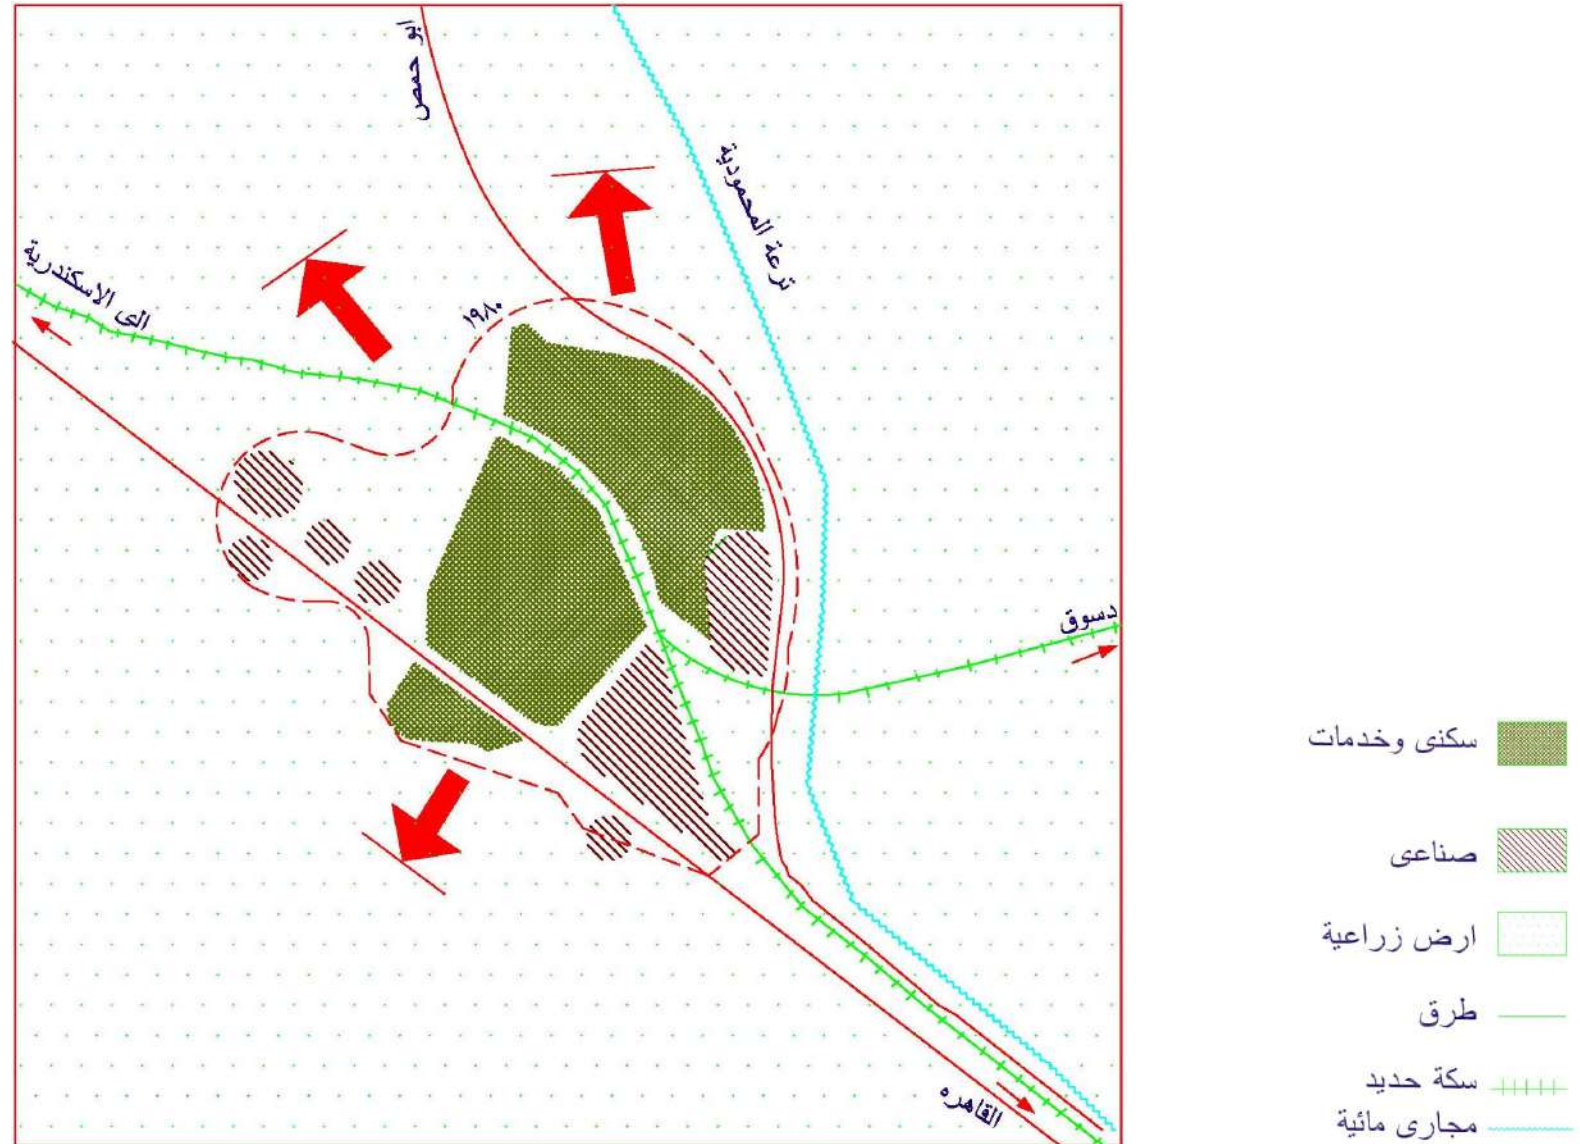 ابو حمص
ترعة المحمودية
الى الاسكندرية
١٩٨٠
دسوق
القاهره
سكنى وخدمات
صناعى
ارض زراعية
طرق
سكة حديد
مجارى مائية